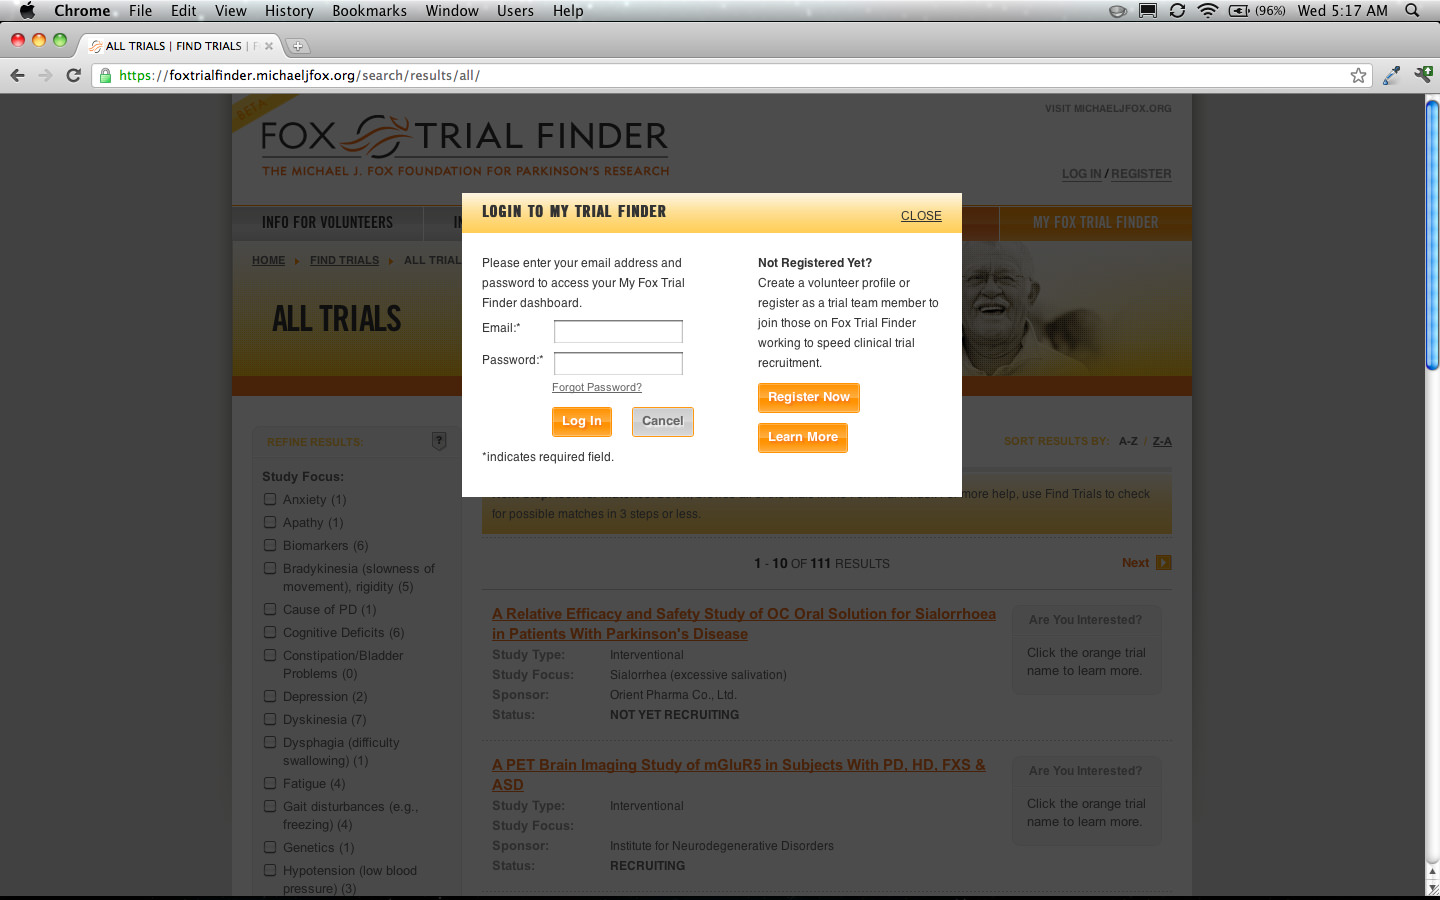 Chrome File Edit View History Bookmarks Window Users Help (96%) Wed 5:17 AM
ALL TRIALS | FIND TRIALS | F
https://foxtrialfinder.michaeljfox.org/search/results/all/
BETA
VISIT MICHAELJFOX.ORG
FOX TRIAL FINDER
THE MICHAEL J. FOX FOUNDATION FOR PARKINSON'S RESEARCH
LOG IN / REGISTER
INFO FOR VOLUNTEERS
MY FOX TRIAL FINDER
HOME FIND TRIALS ALL TRIAL
ALL TRIALS
LOGIN TO MY TRIAL FINDER
CLOSE
Please enter your email address and
password to access your My Fox Trial
Finder dashboard.
Email:*
Password:*
Forgot Password?
Log In Cancel
*indicates required field.
Not Registered Yet?
Create a volunteer profile or
register as a trial team member to
join those on Fox Trial Finder
working to speed clinical trial
recruitment.
Register Now
Learn More
REFINE RESULTS: ?
Study Focus:
Anxiety (1)
Apathy (1)
Biomarkers (6)
Bradykinesia (slowness of
movement), rigidity (5)
Cause of PD (1)
Cognitive Deficits (6)
Constipation/Bladder
Problems (0)
Depression (2)
Dyskinesia (7)
Dysphagia (difficulty
swallowing) (1)
Fatigue (4)
Gait disturbances (e.g.,
freezing) (4)
Genetics (1)
Hypotension (low blood
pressure) (3)
SORT RESULTS BY: A-Z / Z-A
more help, use Find Trials to check
for possible matches in 3 steps or less.
1 - 10 OF 111 RESULTS
Next
A Relative Efficacy and Safety Study of OC Oral Solution for Sialorrhoea
in Patients With Parkinson's Disease
Study Type: Interventional
Study Focus: Sialorrhea (excessive salivation)
Sponsor: Orient Pharma Co., Ltd.
Status: NOT YET RECRUITING
Are You Interested?
Click the orange trial
name to learn more.
A PET Brain Imaging Study of mGluR5 in Subjects With PD, HD, FXS &
ASD
Study Type: Interventional
Study Focus:
Sponsor: Institute for Neurodegenerative Disorders
Status: RECRUITING
Are You Interested?
Click the orange trial
name to learn more.